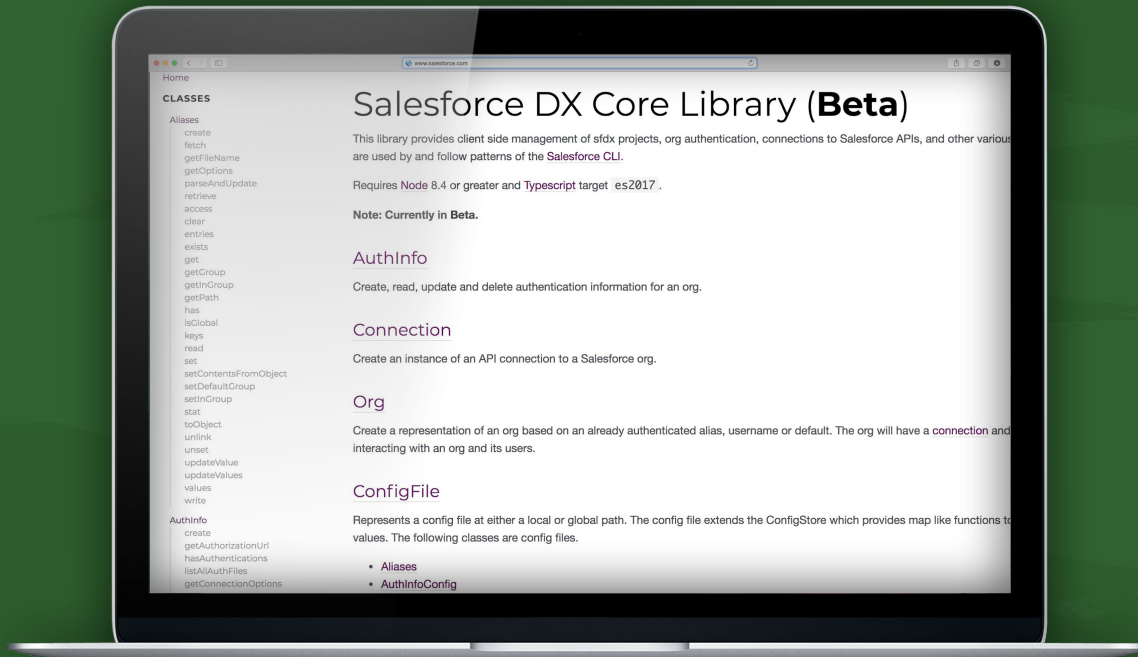 www.salesforce.com
Home
CLASSES
Aliases
create
fetch
getFileName
getOptions
parseAndUpdate
retrieve
access
clear
entries
exists
get
getGroup
getInGroup
getPath
has
isGlobal
keys
read
set
setContentsFromObject
setDefaultGroup
setInGroup
stat
toObject
unlink
unset
updateValue
updateValues
values
write
AuthInfo
create
getAuthorizationUrl
hasAuthentications
listAllAuthFiles
getConnectionOptions
Salesforce DX Core Library (Beta)
This library provides client side management of sfdx projects, org authentication, connections to Salesforce APIs, and other various
are used by and follow patterns of the Salesforce CLI.
Requires Node 8.4 or greater and Typescript target es2017 .
Note: Currently in Beta.
AuthInfo
Create, read, update and delete authentication information for an org.
Connection
Create an instance of an API connection to a Salesforce org.
Org
Create a representation of an org based on an already authenticated alias, username or default. The org will have a connection and
interacting with an org and its users.
ConfigFile
Represents a config file at either a local or global path. The config file extends the ConfigStore which provides map like functions to
values. The following classes are config files.
• Aliases
• AuthInfoConfig